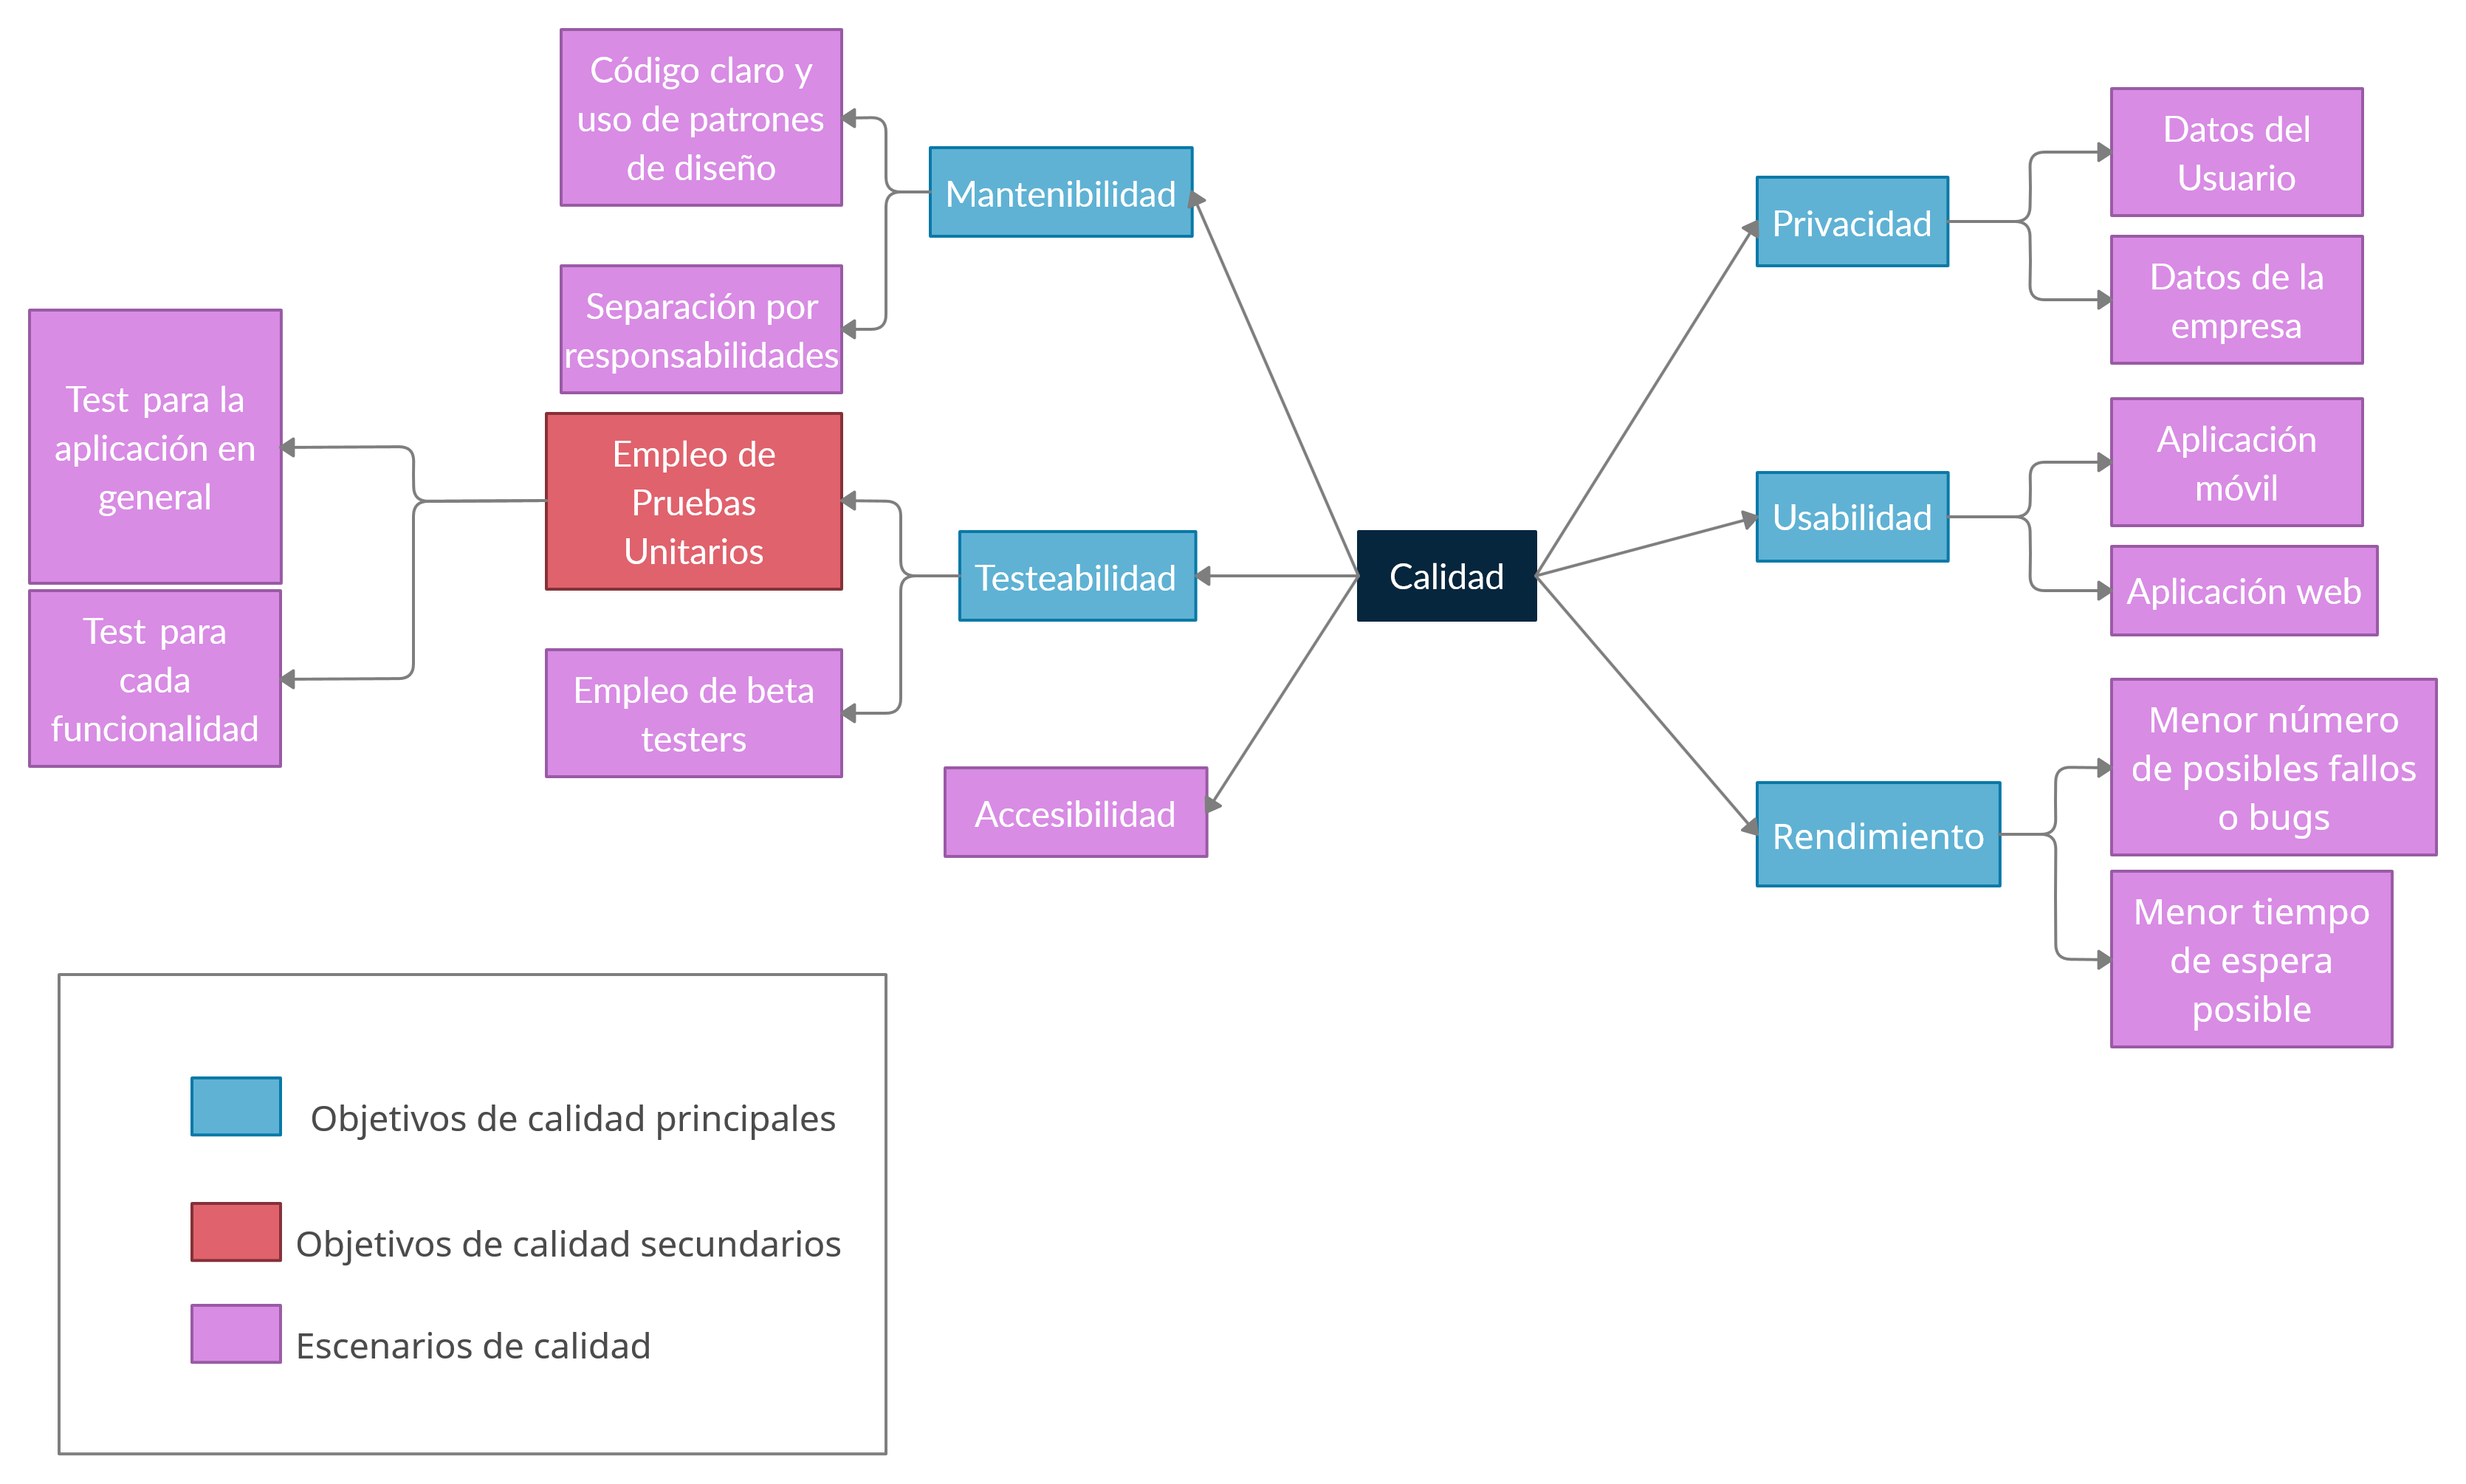 Código claro y
uso de patrones
de diseño
Separación por
responsabilidades
Mantenibilidad
Test para la
aplicación en
general
Test para
cada
funcionalidad
Empleo de
Pruebas
Unitarios
Empleo de beta
testers
Testeabilidad
Accesibilidad
Calidad
Privacidad
Datos del
Usuario
Datos de la
empresa
Usabilidad
Aplicación
móvil
Aplicación web
Rendimiento
Menor número
de posibles fallos
o bugs
Menor tiempo
de espera
posible
Objetivos de calidad principales
Objetivos de calidad secundarios
Escenarios de calidad